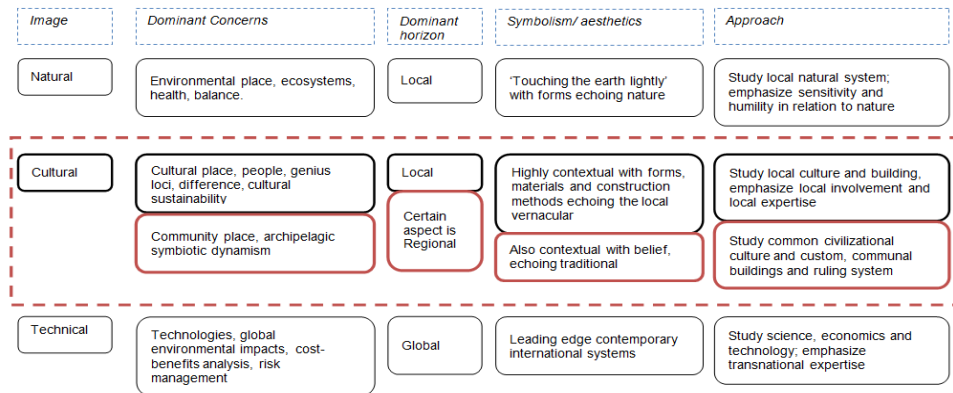 Image
Dominant Concerns
Dominant
horizon
Symbolism/ aesthetics
Approach
Natural
Environmental place, ecosystems,
health, balance.
Local
‘Touching the earth lightly’
with forms echoing nature
Study local natural system;
emphasize sensitivity and
humility in relation to nature
Cultural
Cultural place, people, genius
loci, difference, cultural
sustainability
Local
Highly contextual with forms,
materials and construction
methods echoing the local
vernacular
Study local culture and building,
emphasize local involvement and
local expertise
Community place, archipelagic
symbiotic dynamism
Certain
aspect is
Regional
Also contextual with belief,
echoing traditional
Study common civilizational
culture and custom, communal
buildings and ruling system
Technical
Technologies, global
environmental impacts, cost-
benefits analysis, risk
management
Global
Leading edge contemporary
international systems
Study science, economics and
technology; emphasize
transnational expertise